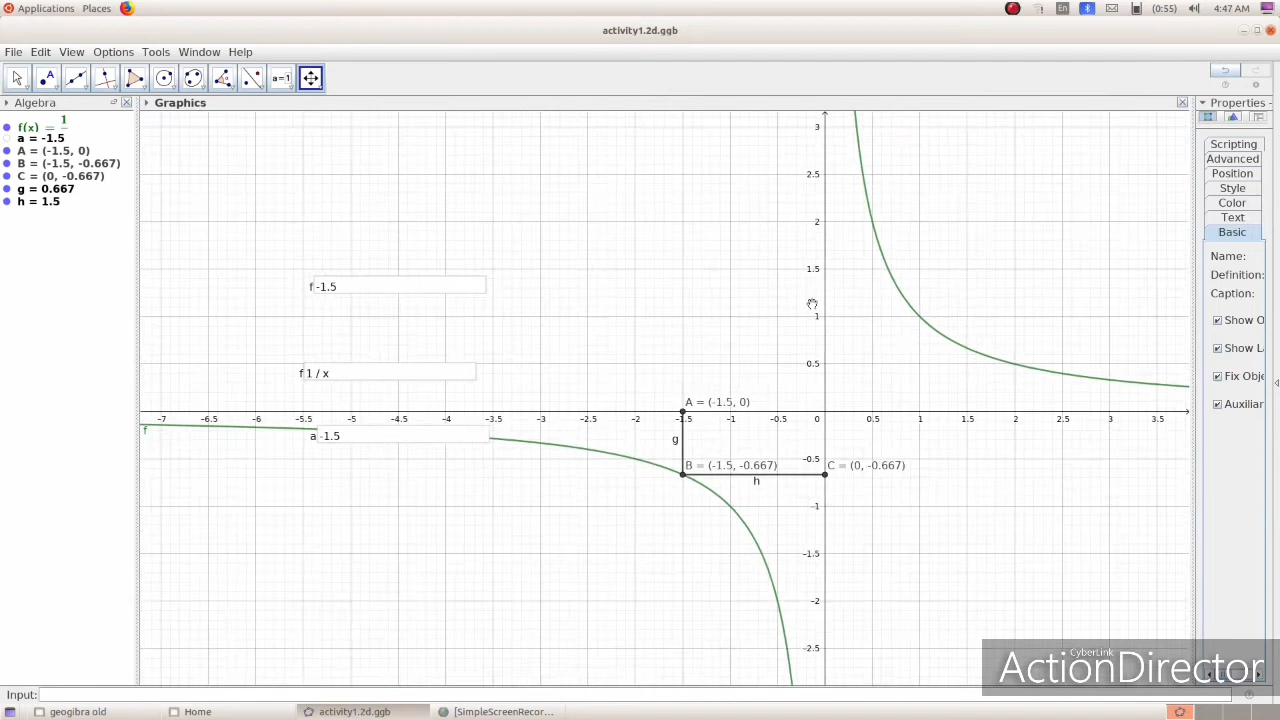 Applications Places En (0:55) 4:47 AM
activity1.2d.ggb
File Edit View Options Tools Window Help
A a=1
Algebra Graphics Properties -
f(x) = 1
a = -1.5
A = (-1.5, 0)
B = (-1.5, -0.667)
C = (0, -0.667)
g = 0.667
h = 1.5
3
2.5
2
1.5
1
0.5
f -1.5
f 1 / x
A = (-1.5, 0)
-7 -6.5 -6 -5.5 -5 -4.5 -4 -3.5 -3 -2.5 -2 -1.5 -1 -0.5 0 0.5 1 1.5 2 2.5 3 3.5
f
a -1.5
g
B = (-1.5, -0.667) -0.5 C = (0, -0.667)
h
-1
-1.5
-2
-2.5
Scripting
Advanced
Position
Style
Color
Text
Basic
Name:
Definition:
Caption:
Show O
Show La
Fix Obje
Auxiliar
CyberLink
ActionDirector
Input:
geogibra old Home activity1.2d.ggb [SimpleScreenRecor...